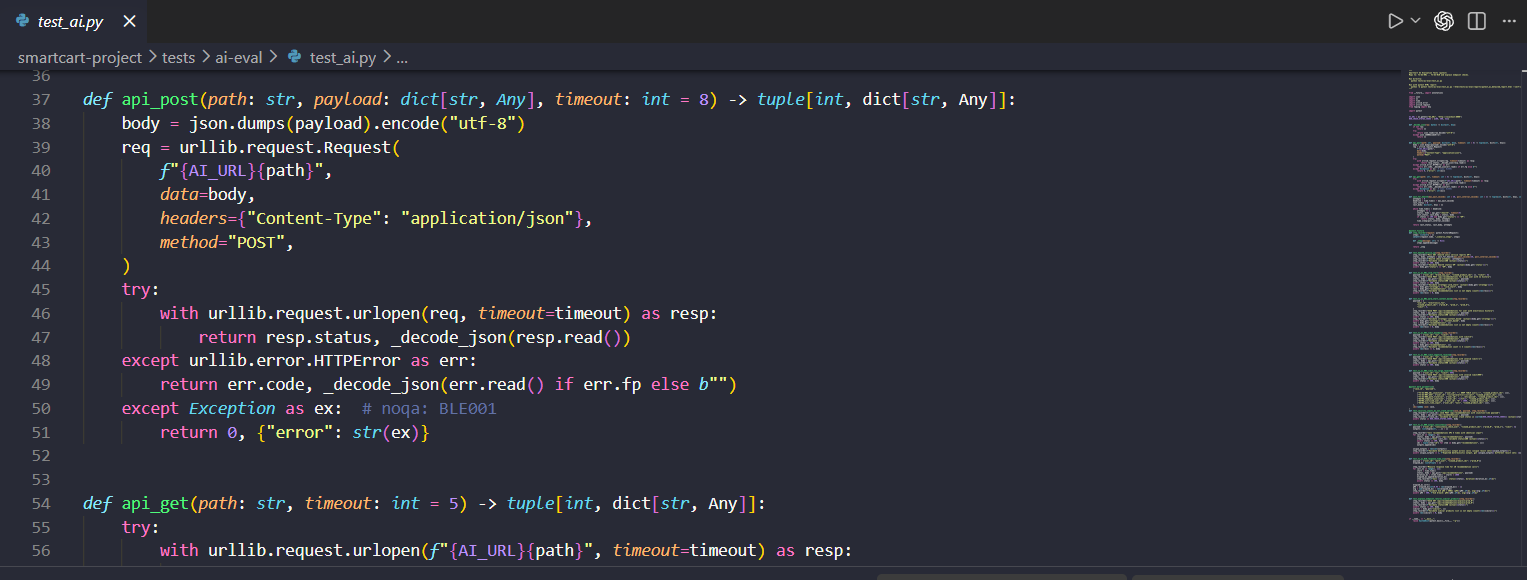 test_ai.py
smartcart-project > tests > ai-eval > test_ai.py > ...
36
37 def api_post(path: str, payload: dict[str, Any], timeout: int = 8) -> tuple[int, dict[str, Any]]:
38     body = json.dumps(payload).encode("utf-8")
39     req = urllib.request.Request(
40         f"{AI_URL}{path}",
41         data=body,
42         headers={"Content-Type": "application/json"},
43         method="POST",
44     )
45     try:
46         with urllib.request.urlopen(req, timeout=timeout) as resp:
47             return resp.status, _decode_json(resp.read())
48     except urllib.error.HTTPError as err:
49         return err.code, _decode_json(err.read() if err.fp else b"")
50     except Exception as ex:  # noqa: BLE001
51         return 0, {"error": str(ex)}
52
53
54 def api_get(path: str, timeout: int = 5) -> tuple[int, dict[str, Any]]:
55     try:
56         with urllib.request.urlopen(f"{AI_URL}{path}", timeout=timeout) as resp: